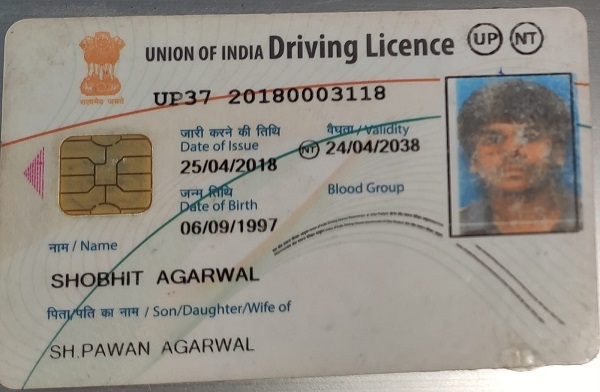 UNION OF INDIA Driving Licence UP NT
सत्यमेव जयते
UP37 20180003118
जारी करने की तिथि वैधता / Validity
Date of Issue
25/04/2018 NT 24/04/2038
जन्म तिथि Blood Group
Date of Birth
06/09/1997
नाम / Name
SHOBHIT AGARWAL
पिता/पति का नाम / Son/Daughter/Wife of
SH.PAWAN AGARWAL